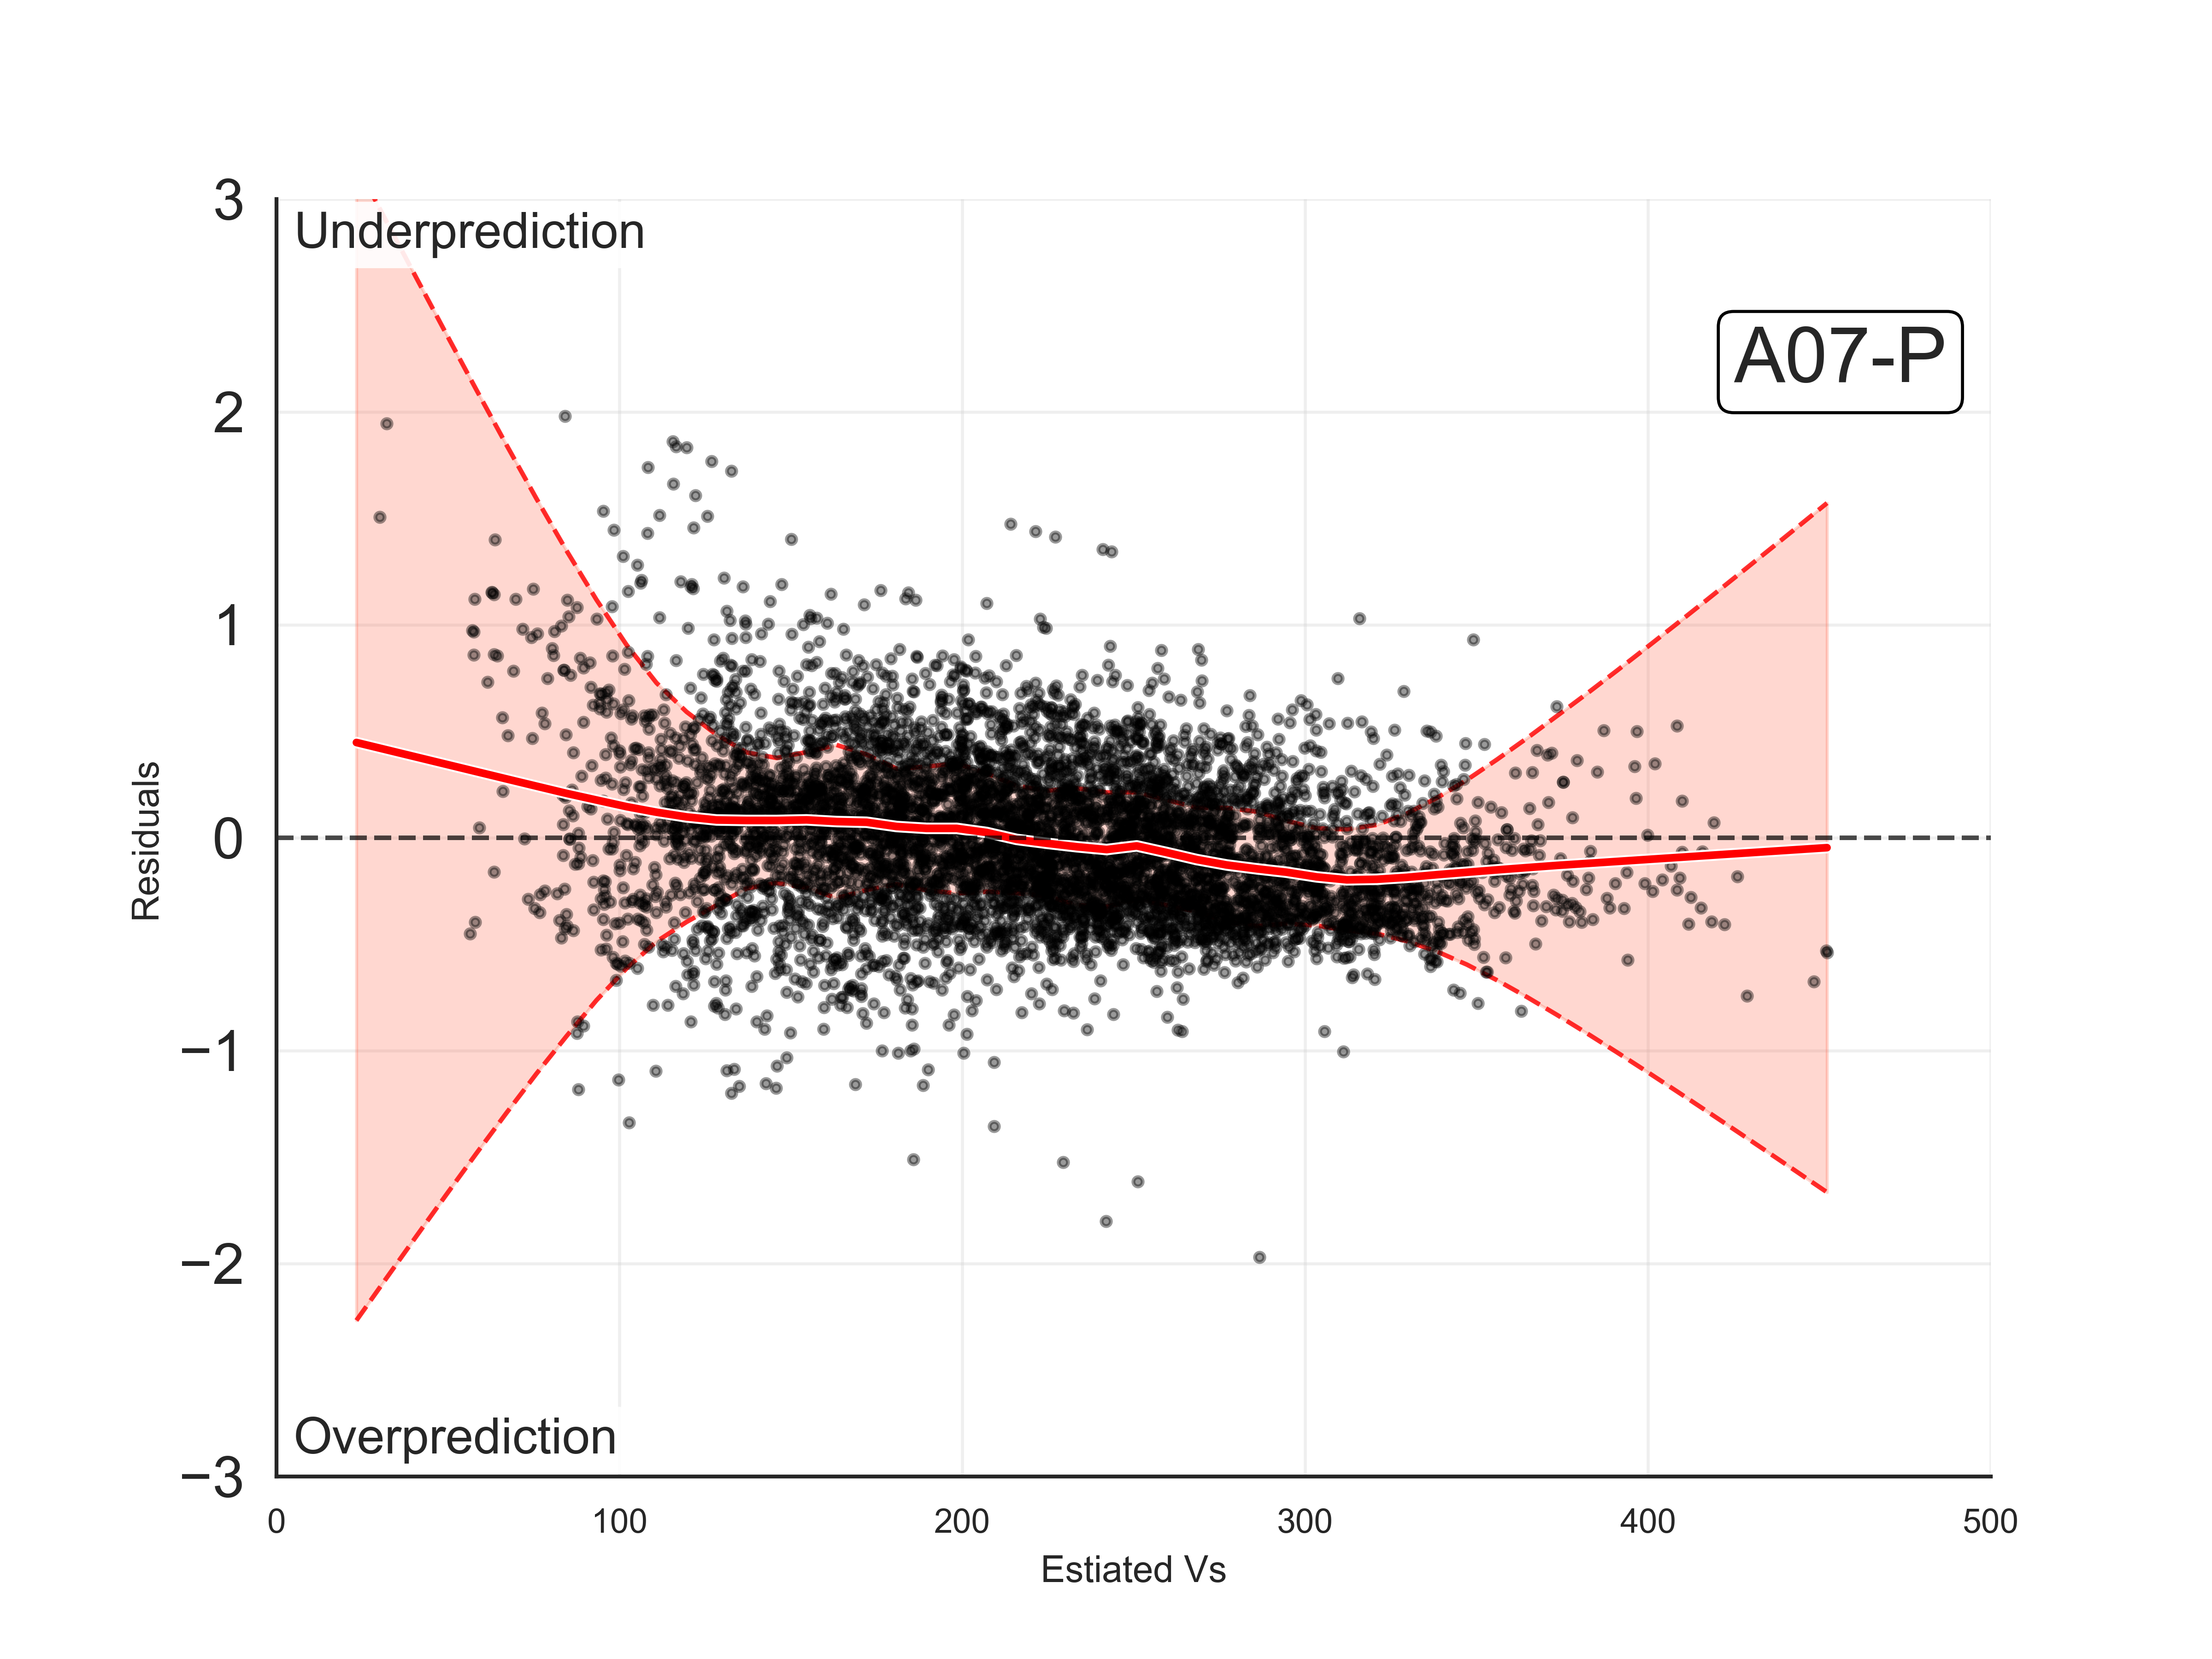 3
Underprediction
A07-P
2
1
Residuals
0
−1
−2
Overprediction
−3
0 100 200 300 400 500
Estiated Vs